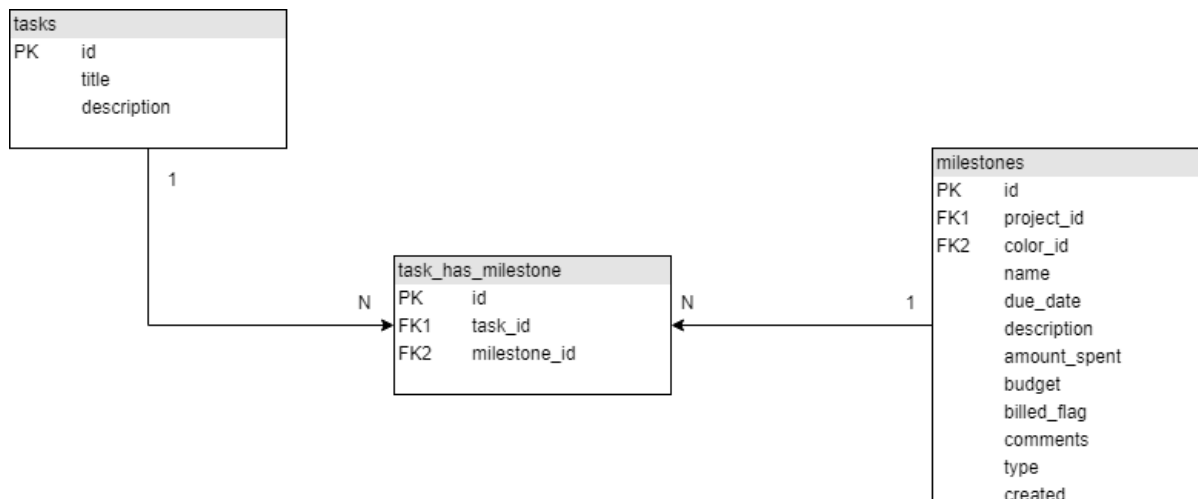 tasks
PK id
title
description
1
milestones
PK id
FK1 project_id
FK2 color_id
name
due_date
description
amount_spent
budget
billed_flag
comments
type
created
task_has_milestone
PK id
FK1 task_id
FK2 milestone_id
N
N
1